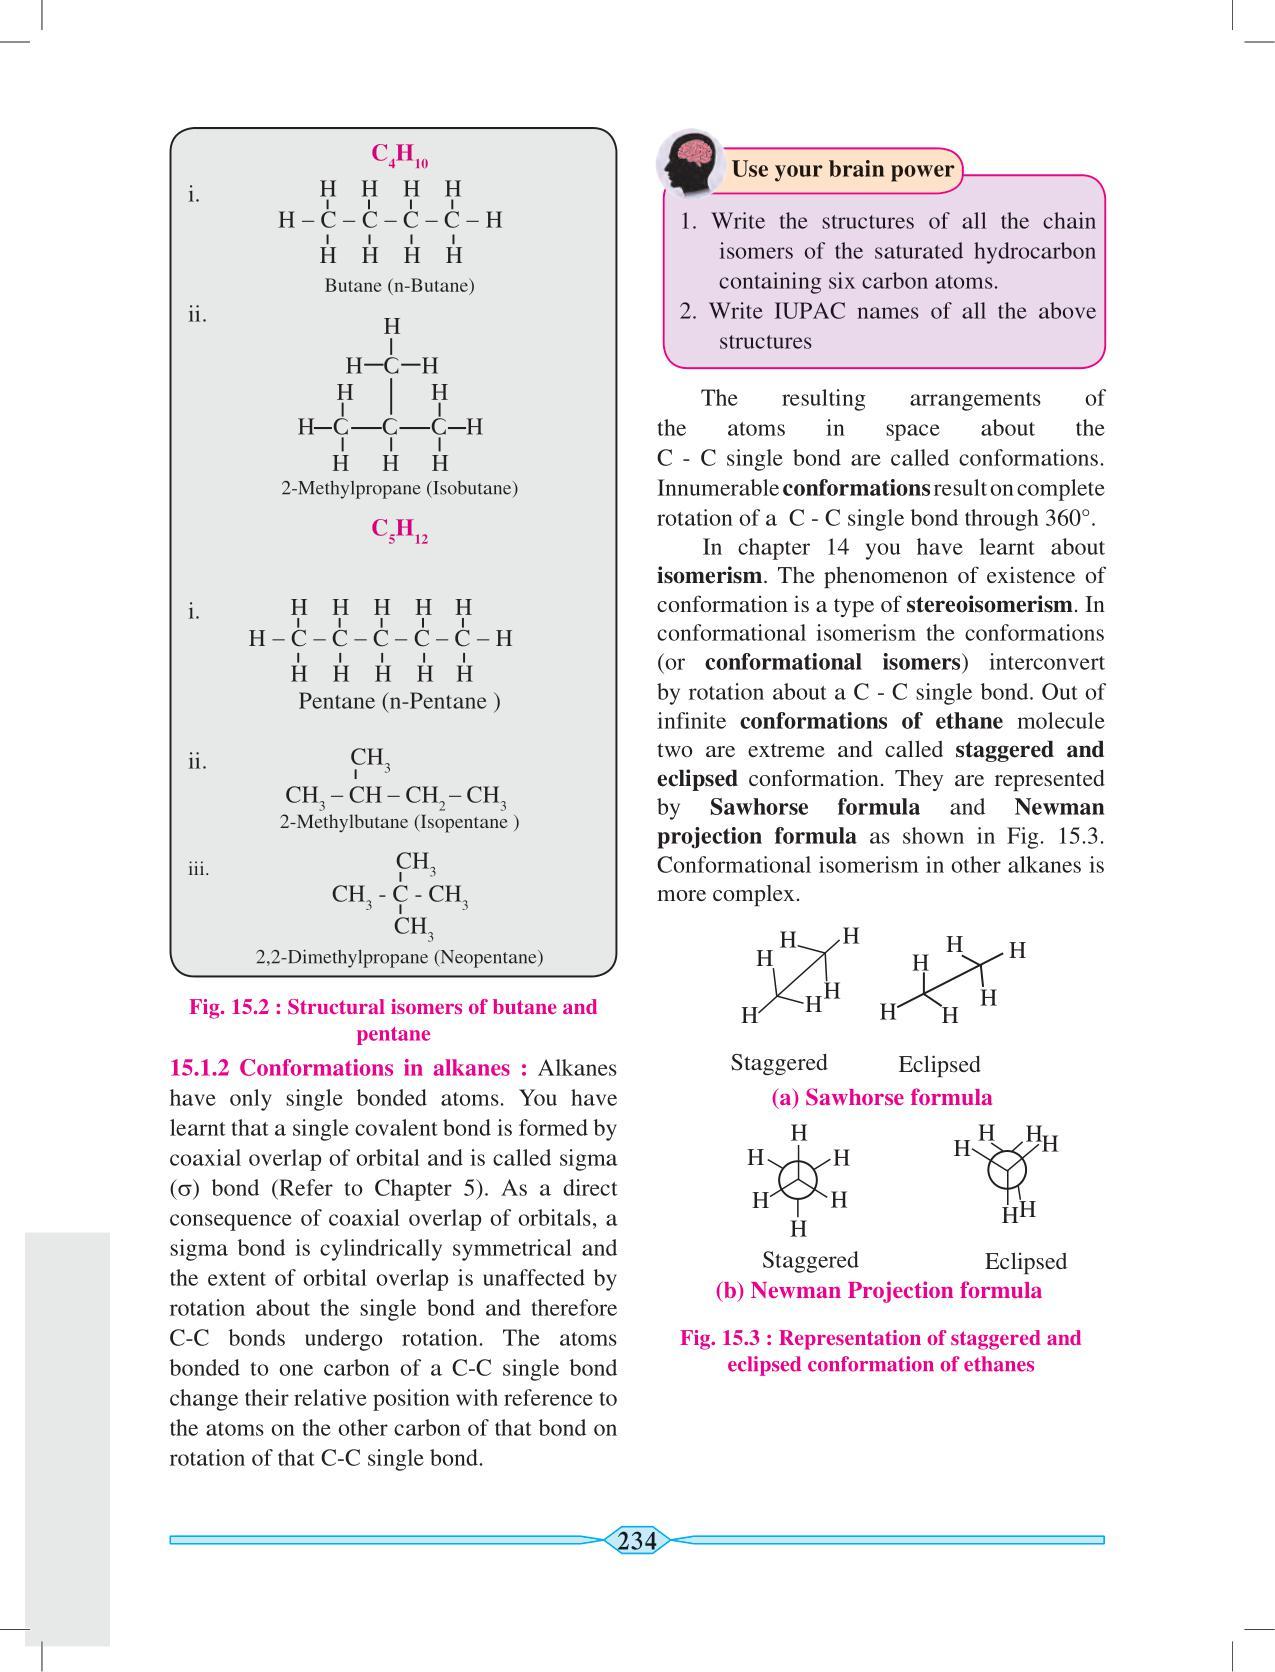 C4H10
i.
H H H H
H – C – C – C – C – H
H H H H
Butane (n-Butane)
ii.
H
H—C—H
H H
H—C—C—C—H
H H H
2-Methylpropane (Isobutane)
C5H12
i.
H H H H H
H – C – C – C – C – C – H
H H H H H
Pentane (n-Pentane )
ii.
CH3
CH3 – CH – CH2 – CH3
2-Methylbutane (Isopentane )
iii.
CH3
CH3 - C - CH3
CH3
2,2-Dimethylpropane (Neopentane)
Fig. 15.2 : Structural isomers of butane and
pentane
15.1.2 Conformations in alkanes : Alkanes
have only single bonded atoms. You have
learnt that a single covalent bond is formed by
coaxial overlap of orbital and is called sigma
(σ) bond (Refer to Chapter 5). As a direct
consequence of coaxial overlap of orbitals, a
sigma bond is cylindrically symmetrical and
the extent of orbital overlap is unaffected by
rotation about the single bond and therefore
C-C bonds undergo rotation. The atoms
bonded to one carbon of a C-C single bond
change their relative position with reference to
the atoms on the other carbon of that bond on
rotation of that C-C single bond.
Use your brain power
1. Write the structures of all the chain
isomers of the saturated hydrocarbon
containing six carbon atoms.
2. Write IUPAC names of all the above
structures
The resulting arrangements of
the atoms in space about the
C - C single bond are called conformations.
Innumerable conformations result on complete
rotation of a C - C single bond through 360°.
In chapter 14 you have learnt about
isomerism. The phenomenon of existence of
conformation is a type of stereoisomerism. In
conformational isomerism the conformations
(or conformational isomers) interconvert
by rotation about a C - C single bond. Out of
infinite conformations of ethane molecule
two are extreme and called staggered and
eclipsed conformation. They are represented
by Sawhorse formula and Newman
projection formula as shown in Fig. 15.3.
Conformational isomerism in other alkanes is
more complex.
H H H H
H H H
H H H
H H
Staggered Eclipsed
(a) Sawhorse formula
H H H
H H H H
H H
H H H
Staggered Eclipsed
(b) Newman Projection formula
Fig. 15.3 : Representation of staggered and
eclipsed conformation of ethanes
234